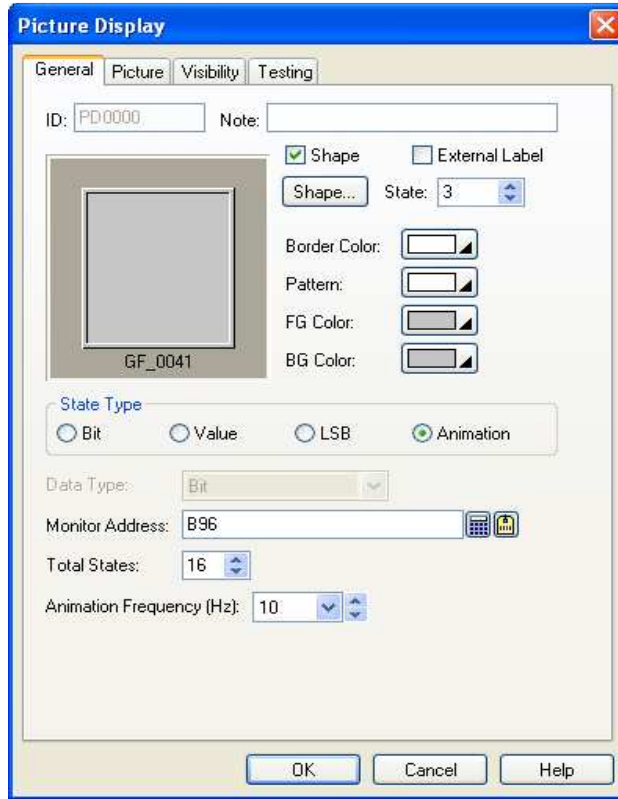 Picture Display
General Picture Visibility Testing
ID: PD0000 Note:
Shape External Label
Shape... State: 3
Border Color:
Pattern:
FG Color:
GF_0041 BG Color:
State Type
Bit Value LSB Animation
Data Type: Bit
Monitor Address: B96
Total States: 16
Animation Frequency (Hz): 10
OK Cancel Help